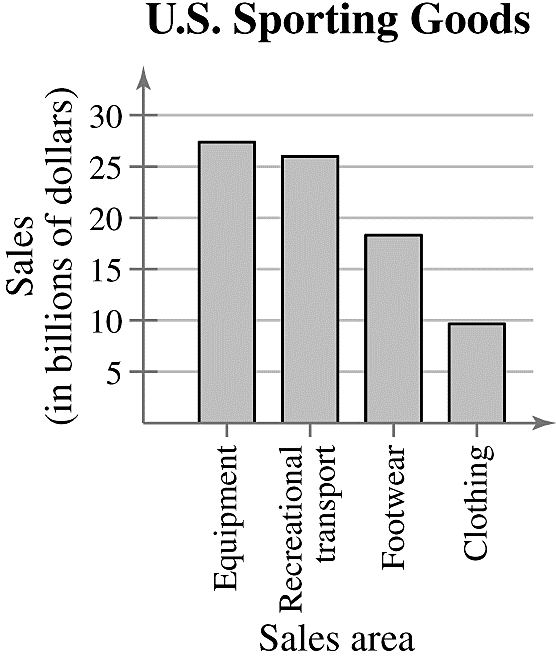 U.S. Sporting Goods
Sales
(in billions of dollars)
30
25
20
15
10
5
Equipment
Recreational
transport
Footwear
Clothing
Sales area